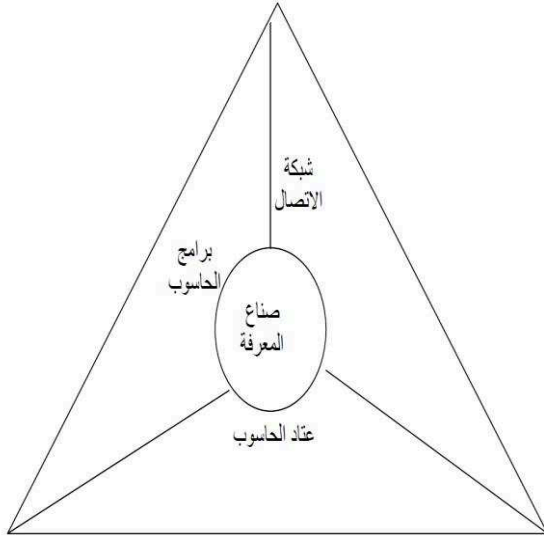 شبكة
الاتصال
برامج
الحاسوب
صناع
المعرفة
عتاد الحاسوب